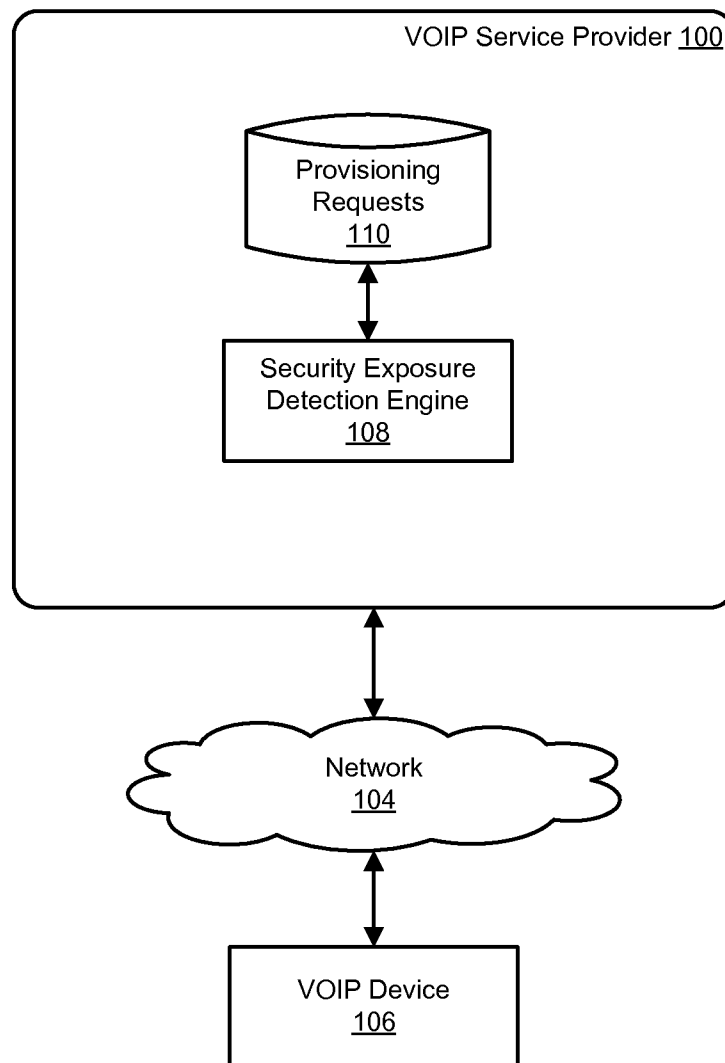 VOIP Service Provider 100
Provisioning
Requests
110
Security Exposure
Detection Engine
108
Network
104
VOIP Device
106